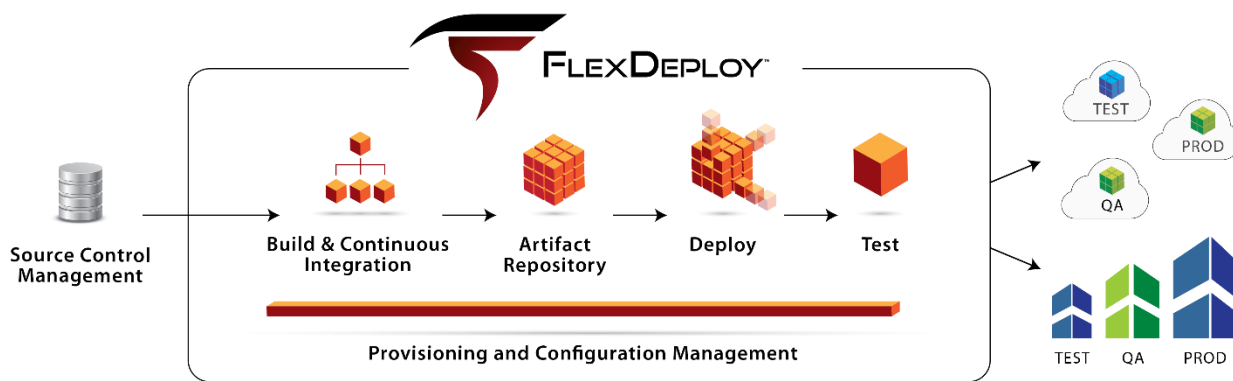 FLEXDEPLOY™
Source Control
Management
Build & Continuous
Integration
Artifact
Repository
Deploy
Test
Provisioning and Configuration Management
TEST
PROD
QA
TEST
QA
PROD